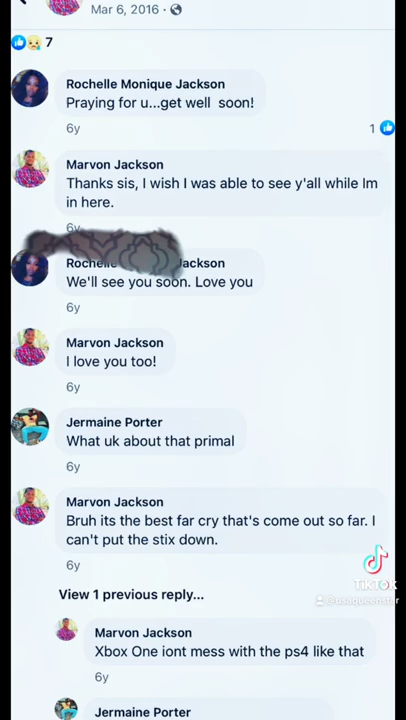 Mar 6, 2016 ·
7
Rochelle Monique Jackson
Praying for u...get well soon!
6y
1
Marvon Jackson
Thanks sis, I wish I was able to see y'all while Im
in here.
6y
Jackson
We'll see you soon. Love you
6y
Marvon Jackson
I love you too!
6y
Jermaine Porter
What uk about that primal
6y
Marvon Jackson
Bruh its the best far cry that's come out so far. I
can't put the stix down.
6y
TikTok
View 1 previous reply...
Marvon Jackson
Xbox One iont mess with the ps4 like that
6y
Jermaine Porter